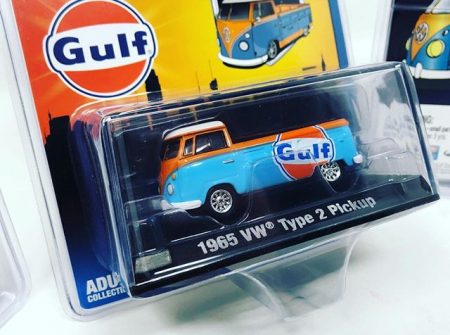 Gulf
Gulf
1965 VW® Type 2 Pickup
ADU
COLLECTI